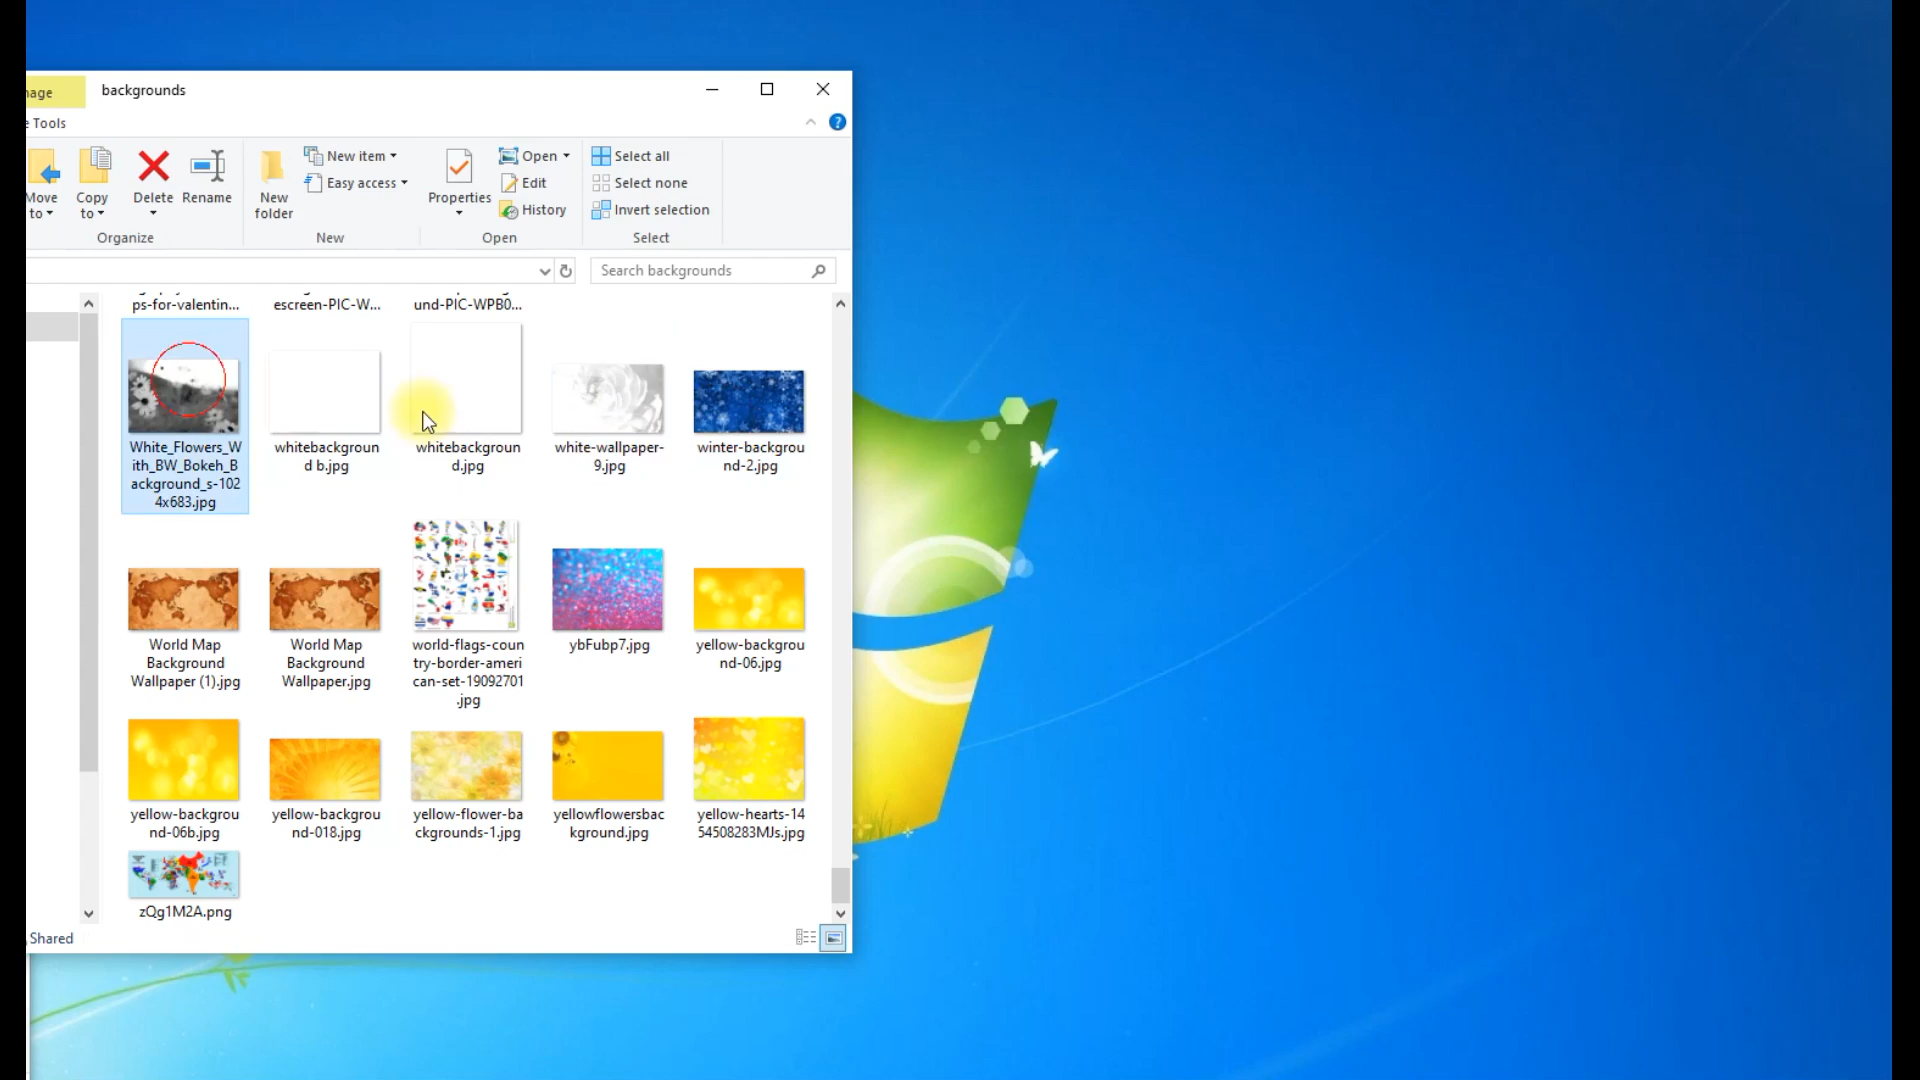 nage
backgrounds
e Tools
Move to
Copy to
Delete
Rename
New folder
New item
Easy access
Properties
Open
Edit
History
Select all
Select none
Invert selection
Organize
New
Open
Select
Search backgrounds
ps-for-valentin...
escreen-PIC-W...
und-PIC-WPB0...
White_Flowers_W
ith_BW_Bokeh_B
ackground_s-102
4x683.jpg
whitebackgroun
d b.jpg
whitebackgroun
d.jpg
white-wallpaper-
9.jpg
winter-backgrou
nd-2.jpg
World Map
Background
Wallpaper (1).jpg
World Map
Background
Wallpaper.jpg
world-flags-coun
try-border-ameri
can-set-19092701
.jpg
ybFubp7.jpg
yellow-backgrou
nd-06.jpg
yellow-backgrou
nd-06b.jpg
yellow-backgrou
nd-018.jpg
yellow-flower-ba
ckgrounds-1.jpg
yellowflowersbac
kground.jpg
yellow-hearts-14
54508283MJs.jpg
zQg1M2A.png
Shared